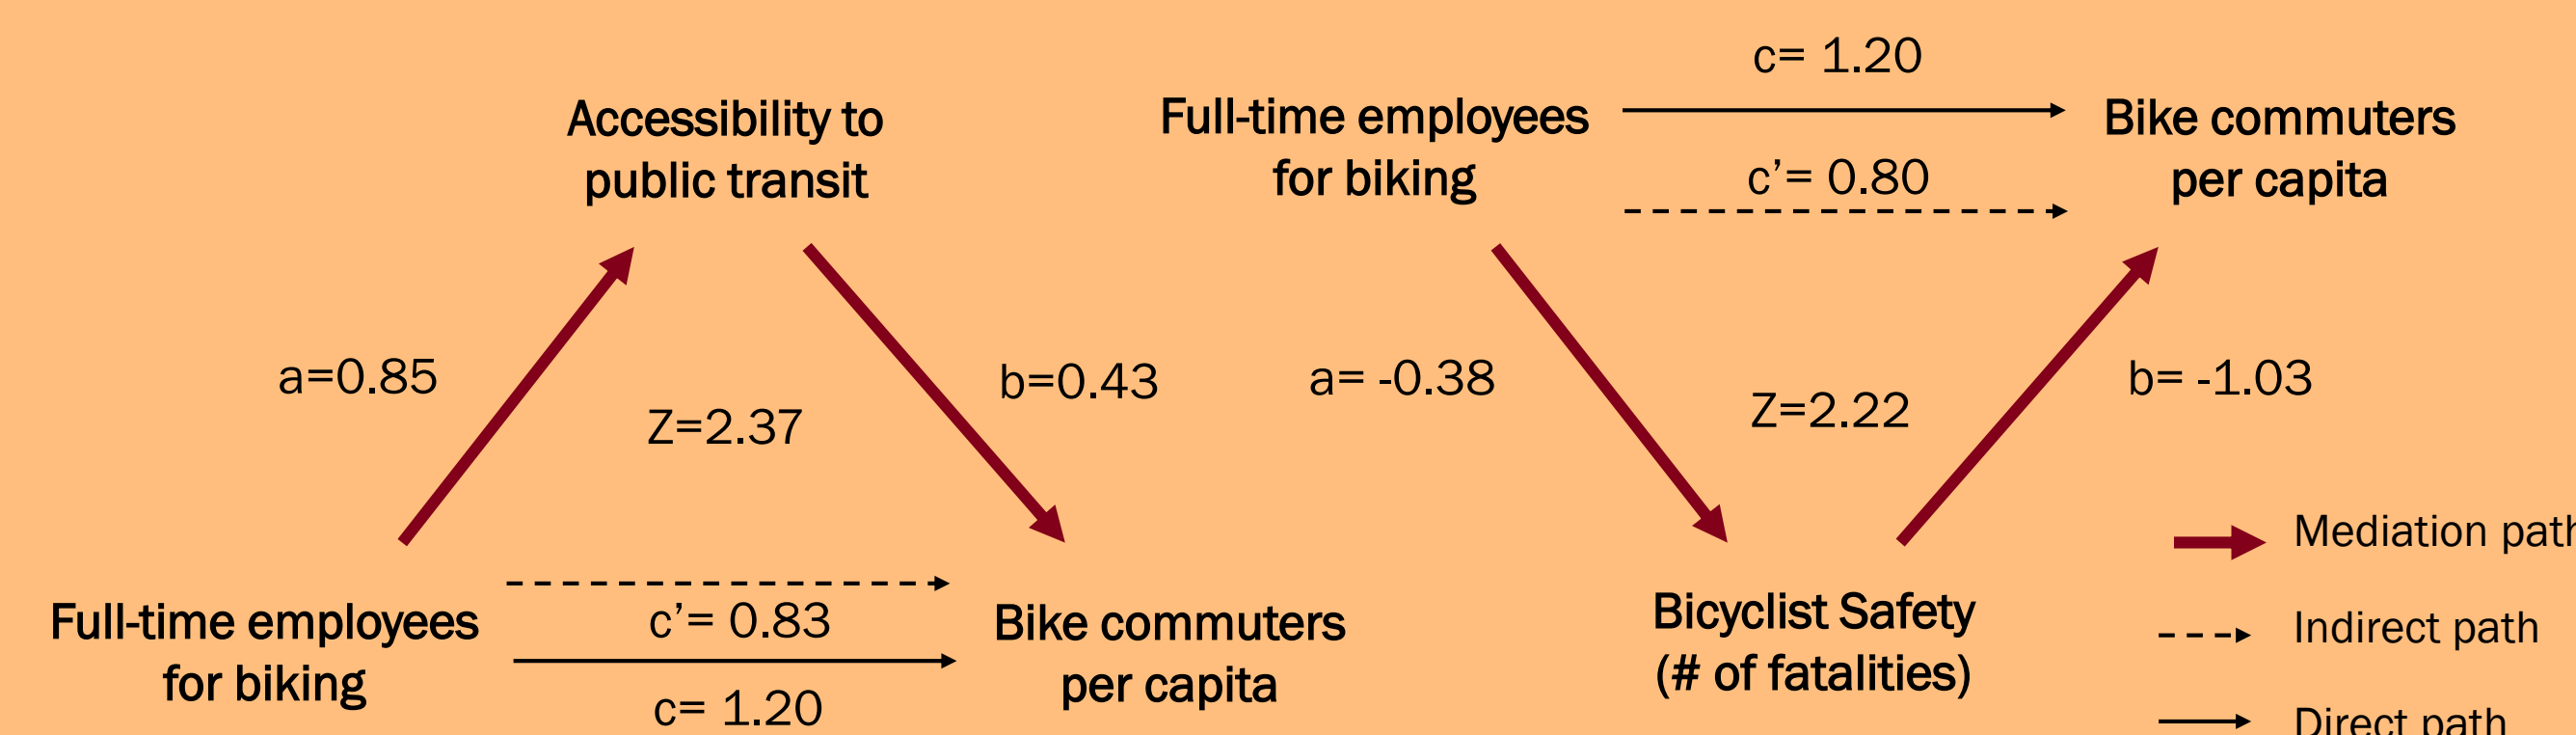 Accessibility to
public transit
a=0.85
Z=2.37
b=0.43
Full-time employees
for biking
c’= 0.83
c= 1.20
Bike commuters
per capita
Full-time employees
for biking
c= 1.20
c’= 0.80
Bike commuters
per capita
a= -0.38
Z=2.22
b= -1.03
Bicyclist Safety
(# of fatalities)
Mediation path
Indirect path
Direct path